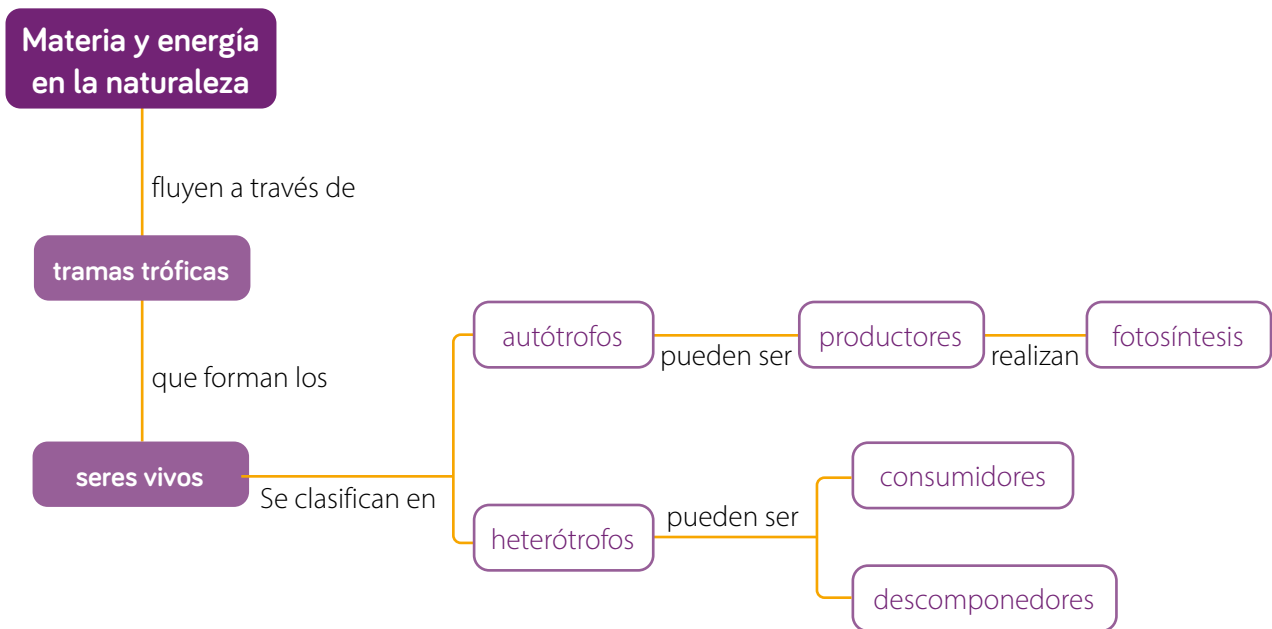 Materia y energía
en la naturaleza
fluyen a través de
tramas tróficas
que forman los
seres vivos
Se clasifican en
autótrofos
pueden ser
productores
realizan
fotosíntesis
heterótrofos
pueden ser
consumidores
descomponedores